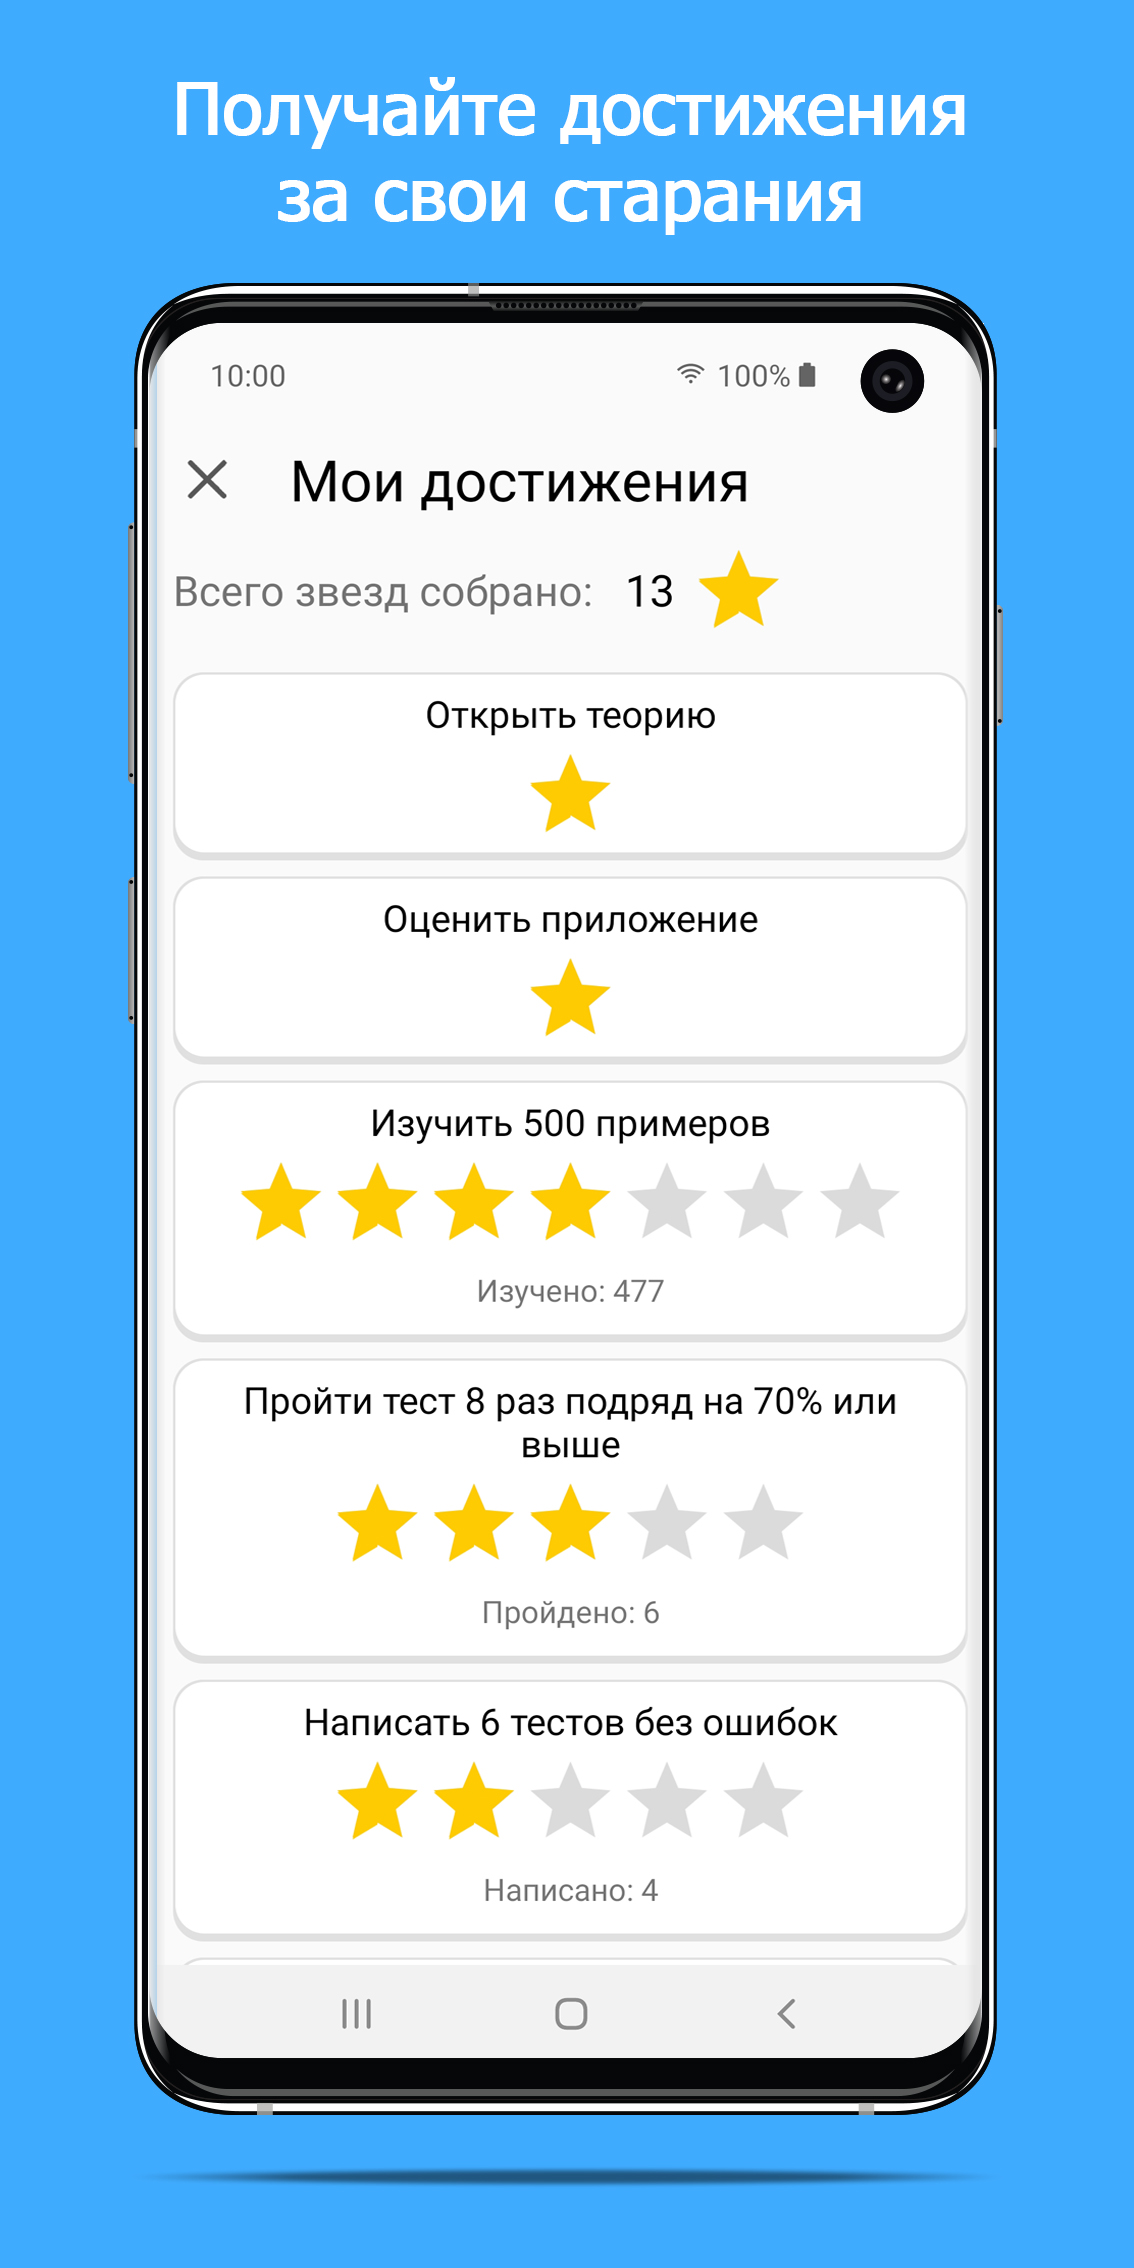 Получайте достижения
за свои старания
10:00 100%
Мои достижения
Всего звезд собрано: 13
Открыть теорию
Оценить приложение
Изучить 500 примеров
Изучено: 477
Пройти тест 8 раз подряд на 70% или
выше
Пройдено: 6
Написать 6 тестов без ошибок
Написано: 4